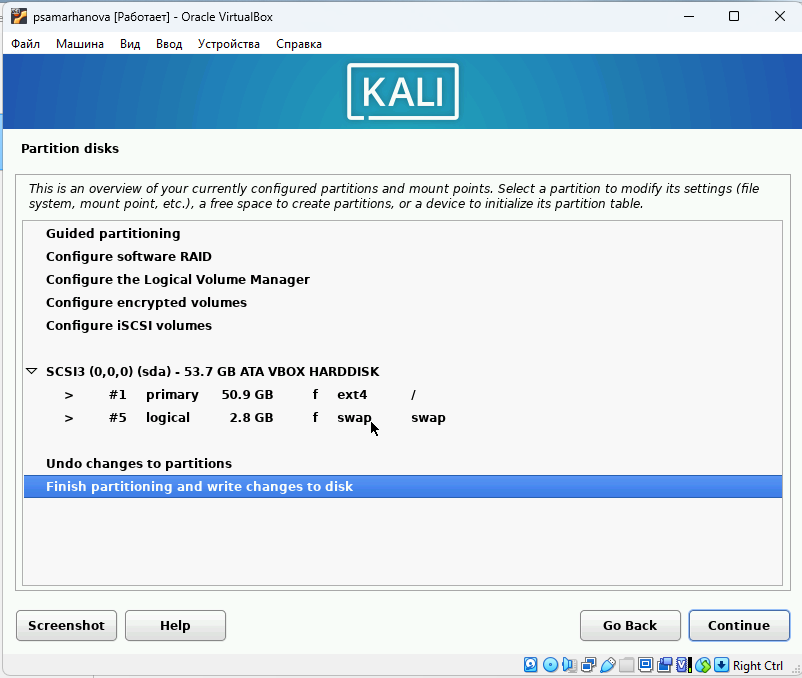 psamarhanova [Работает] - Oracle VirtualBox
Файл Машина Вид Ввод Устройства Справка
KALI
Partition disks
This is an overview of your currently configured partitions and mount points. Select a partition to modify its settings (file
system, mount point, etc.), a free space to create partitions, or a device to initialize its partition table.
Guided partitioning
Configure software RAID
Configure the Logical Volume Manager
Configure encrypted volumes
Configure iSCSI volumes
SCSI3 (0,0,0) (sda) - 53.7 GB ATA VBOX HARDDISK
> #1 primary 50.9 GB f ext4 /
> #5 logical 2.8 GB f swap swap
Undo changes to partitions
Finish partitioning and write changes to disk
Screenshot Help Go Back Continue
Right Ctrl